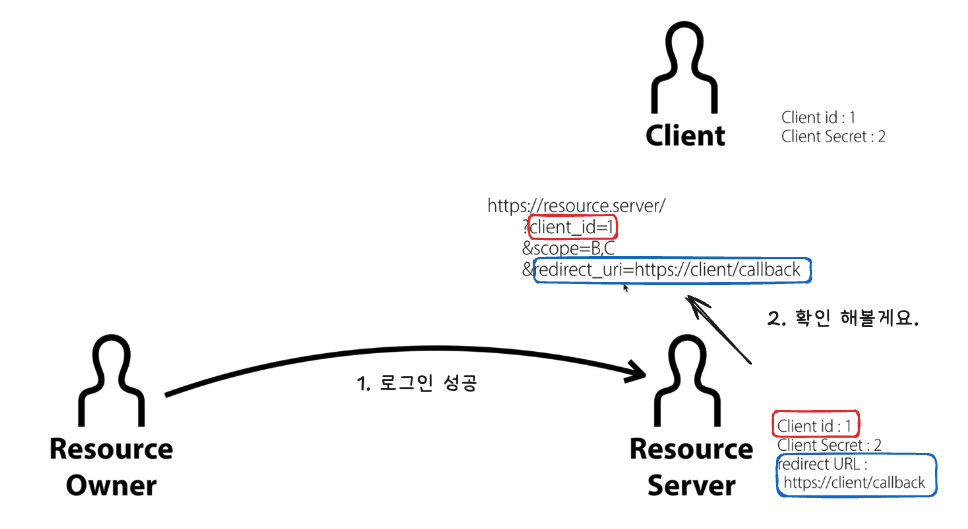 Client
Client id : 1
Client Secret : 2
https://resource.server/
?client_id=1
&scope=B,C
&redirect_uri=https://client/callback
2. 확인 해볼게요.
1. 로그인 성공
Resource
Owner
Resource
Server
Client id : 1
Client Secret : 2
redirect URL :
https://client/callback